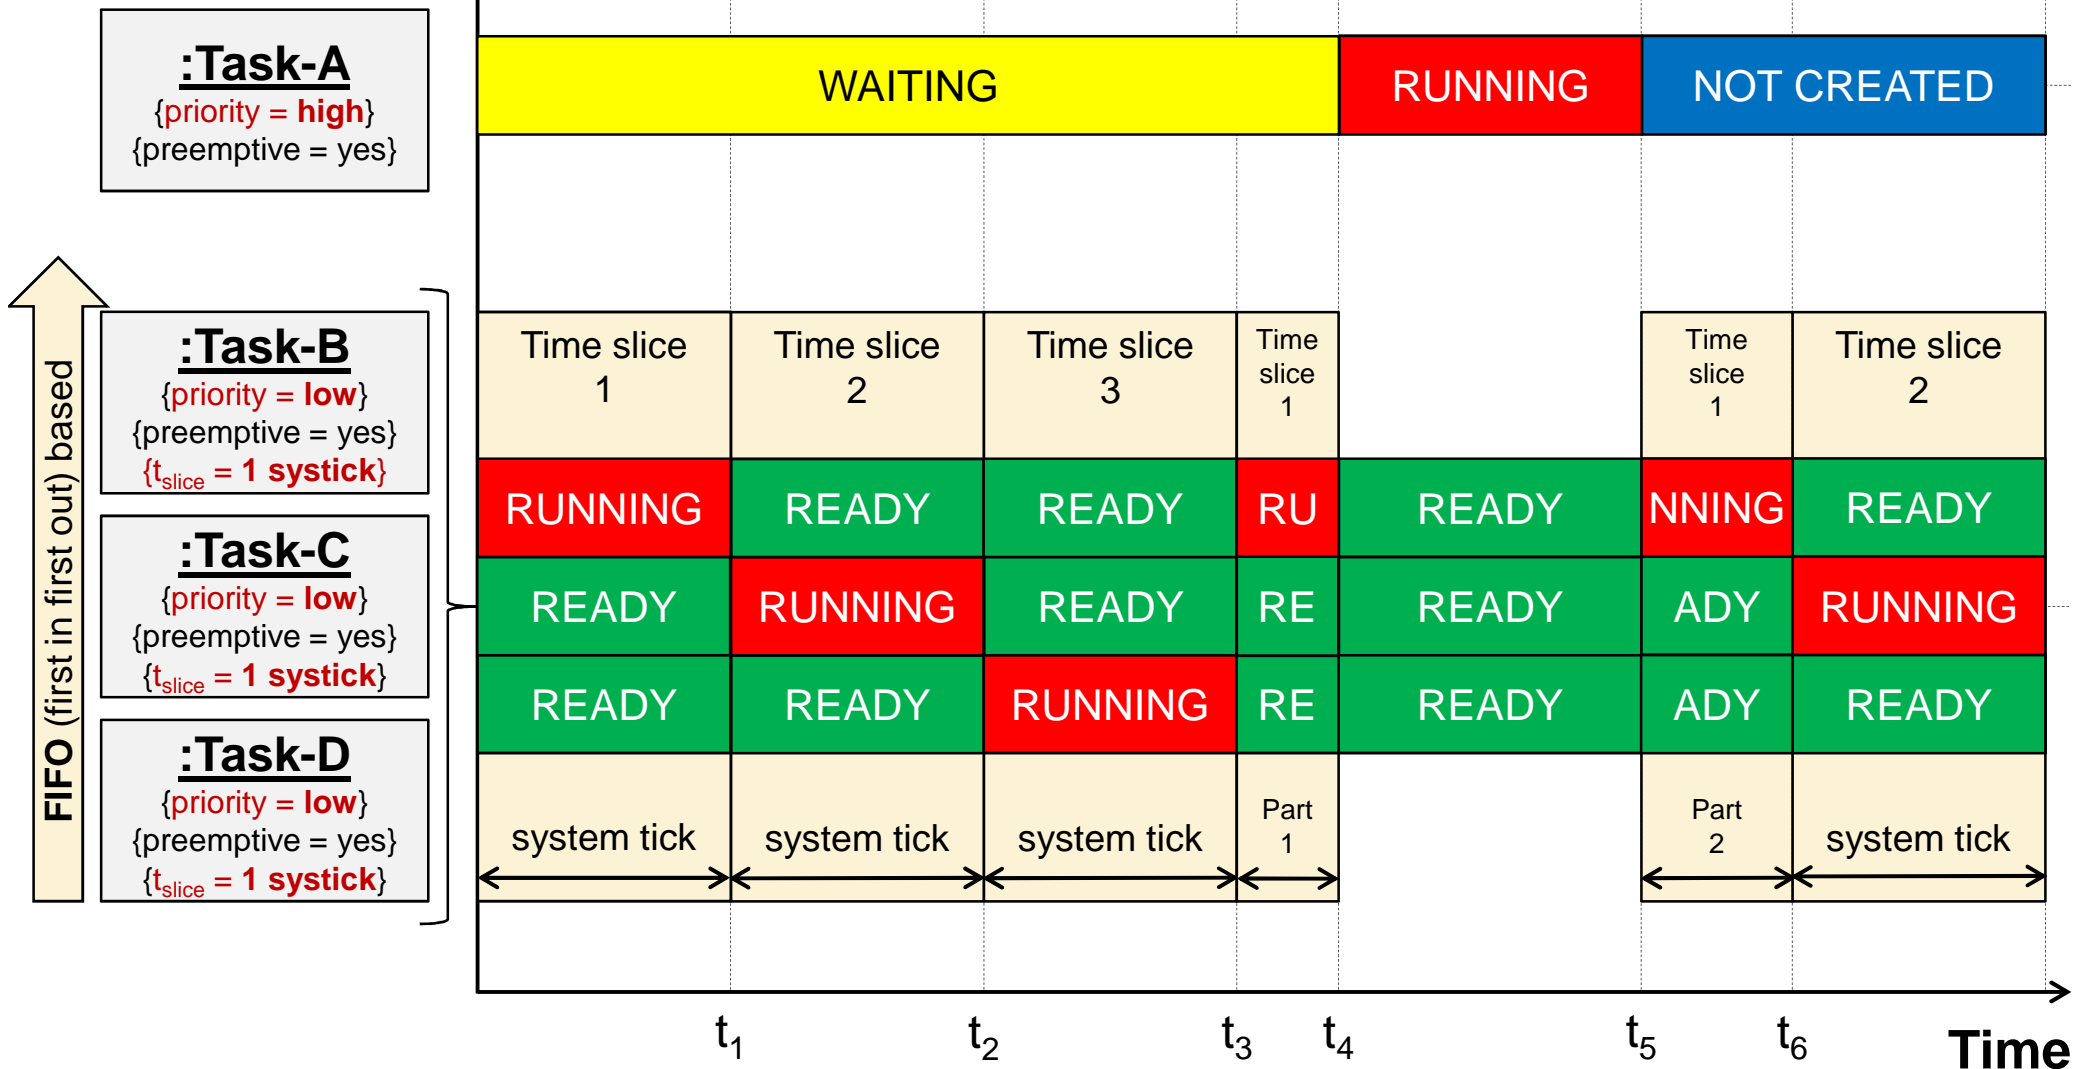 :Task-A
{priority = high}
{preemptive = yes}
WAITING
RUNNING
NOT CREATED
FIFO (first in first out) based
:Task-B
{priority = low}
{preemptive = yes}
{tslice = 1 systick}
:Task-C
{priority = low}
{preemptive = yes}
{tslice = 1 systick}
:Task-D
{priority = low}
{preemptive = yes}
{tslice = 1 systick}
Time slice
1
Time slice
2
Time slice
3
Time
slice
1
Time
slice
1
Time slice
2
RUNNING
READY
READY
RU
READY
NNING
READY
READY
RUNNING
READY
RE
READY
ADY
RUNNING
READY
READY
RUNNING
RE
READY
ADY
READY
system tick
system tick
system tick
Part
1
Part
2
system tick
t1
t2
t3
t4
t5
t6
Time